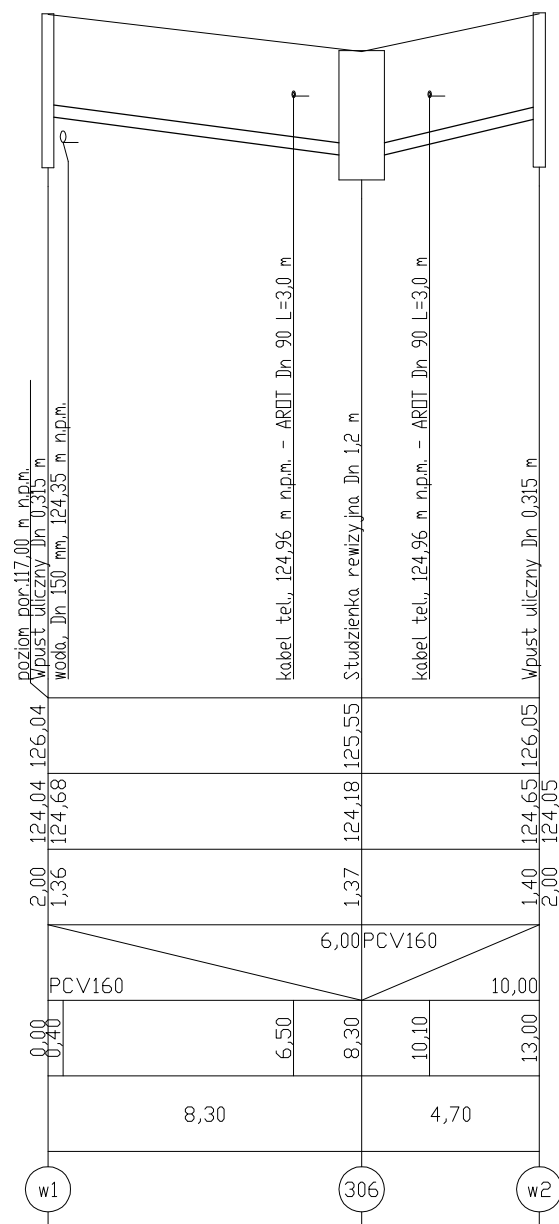 poziom por.117,00 m n.p.m.
Wpust uliczny Dn 0,315 m
woda, Dn 150 mm, 124,35 m n.p.m.
kabel tel., 124,96 m n.p.m. - AR▯T Dn 90 L=3,0 m
Studzienka rewizyjna Dn 1,2 m
kabel tel., 124,96 m n.p.m. - AR▯T Dn 90 L=3,0 m
Wpust uliczny Dn 0,315 m
126,04 125,55 126,05
124,04 124,68 124,18 124,65 124,05
2,00 1,36 1,37 1,40 2,00
6,00 PCV160
PCV160 10,00
0,00 0,40 6,50 8,30 10,10 13,00
8,30 4,70
w1 306 w2